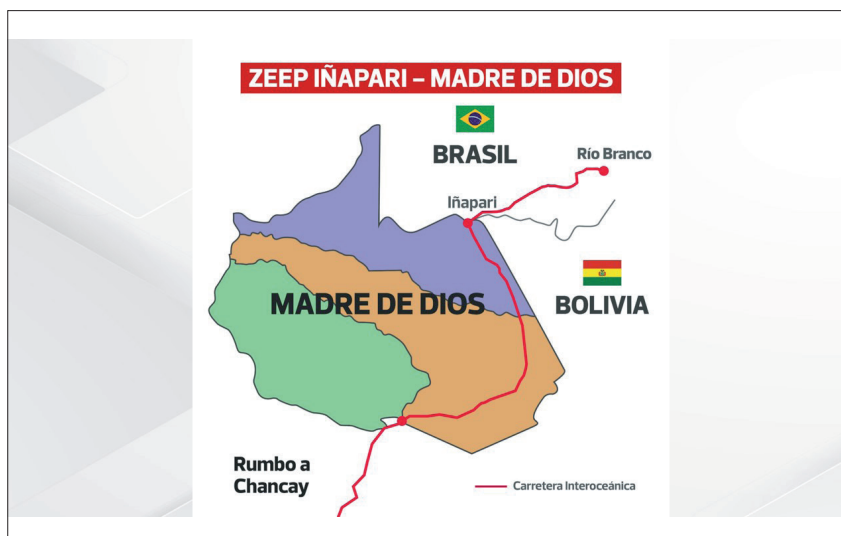 ZEEP IÑAPARI – MADRE DE DIOS
BRASIL
Río Branco
Iñapari
BOLIVIA
MADRE DE DIOS
Rumbo a
Chancay
Carretera Interoceánica